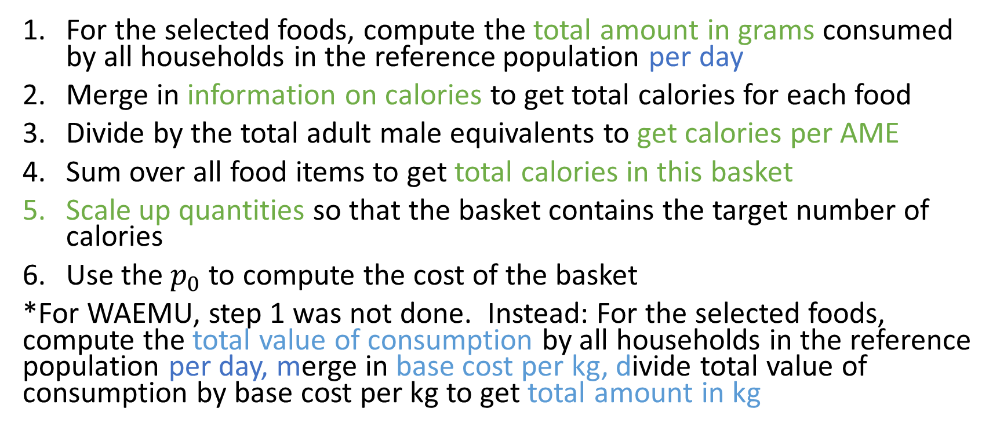 1. For the selected foods, compute the total amount in grams consumed
by all households in the reference population per day
2. Merge in information on calories to get total calories for each food
3. Divide by the total adult male equivalents to get calories per AME
4. Sum over all food items to get total calories in this basket
5. Scale up quantities so that the basket contains the target number of
calories
6. Use the p₀ to compute the cost of the basket
*For WAEMU, step 1 was not done.  Instead: For the selected foods,
compute the total value of consumption by all households in the reference
population per day, merge in base cost per kg, divide total value of
consumption by base cost per kg to get total amount in kg